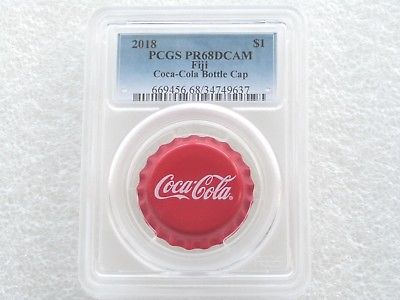 2018 $1
PCGS PR68DCAM
Fiji
Coca-Cola Bottle Cap
669456.68/34749637
Coca-Cola®